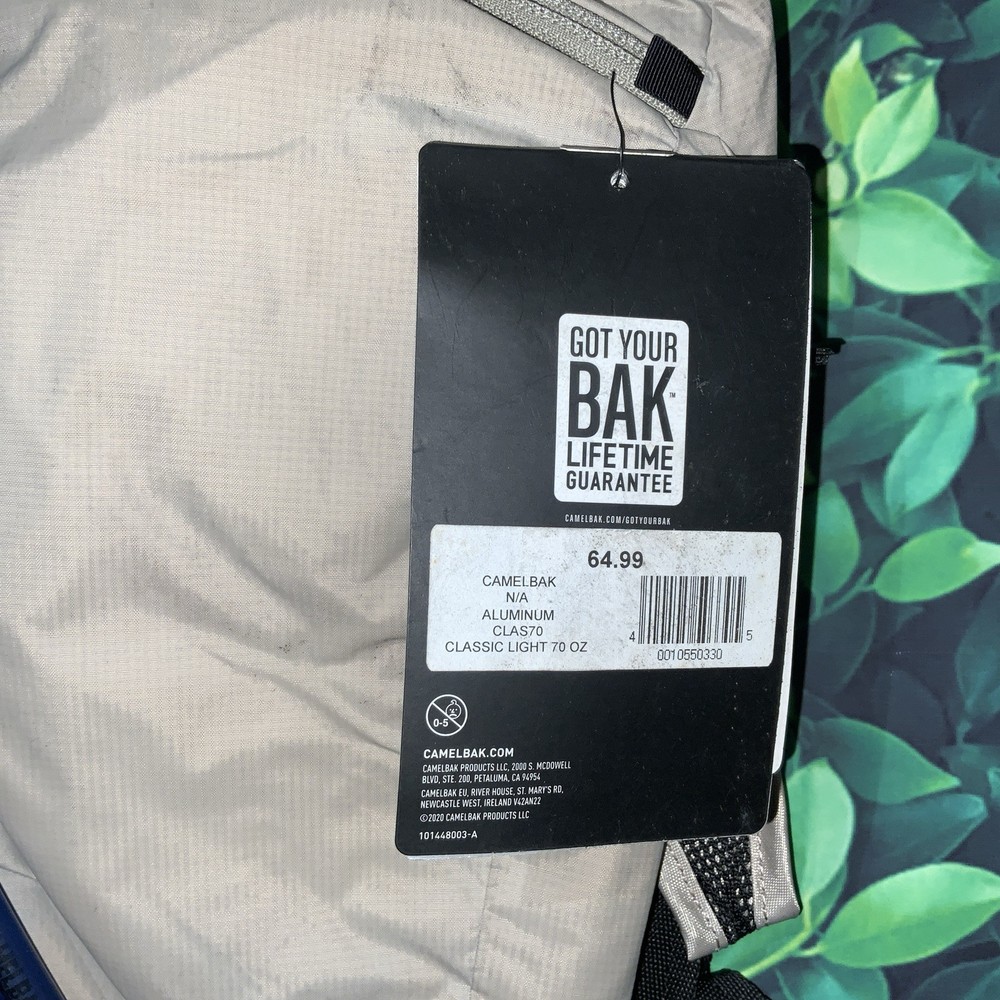 GOT YOUR
BAK™
LIFETIME
GUARANTEE
CAMELBAK.COM/GOTYOURBAK
64.99
CAMELBAK
N/A
ALUMINUM
CLAS70
CLASSIC LIGHT 70 OZ
4 5
0010550330
0-5
CAMELBAK.COM
CAMELBAK PRODUCTS LLC, 2000 S. MCDOWELL
BLVD, STE. 200, PETALUMA, CA 94954
CAMELBAK EU, RIVER HOUSE, ST. MARY'S RD,
NEWCASTLE WEST, IRELAND V42AN22
©2020 CAMELBAK PRODUCTS LLC
101448003-A